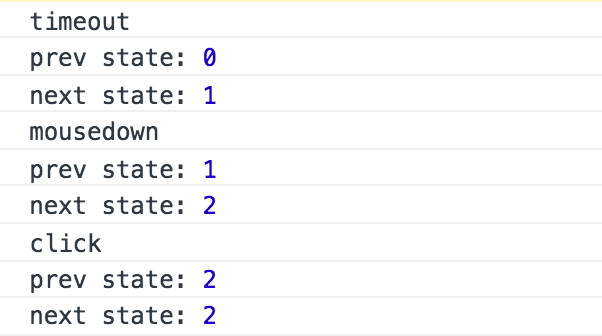 timeout
prev state: 0
next state: 1
mousedown
prev state: 1
next state: 2
click
prev state: 2
next state: 2